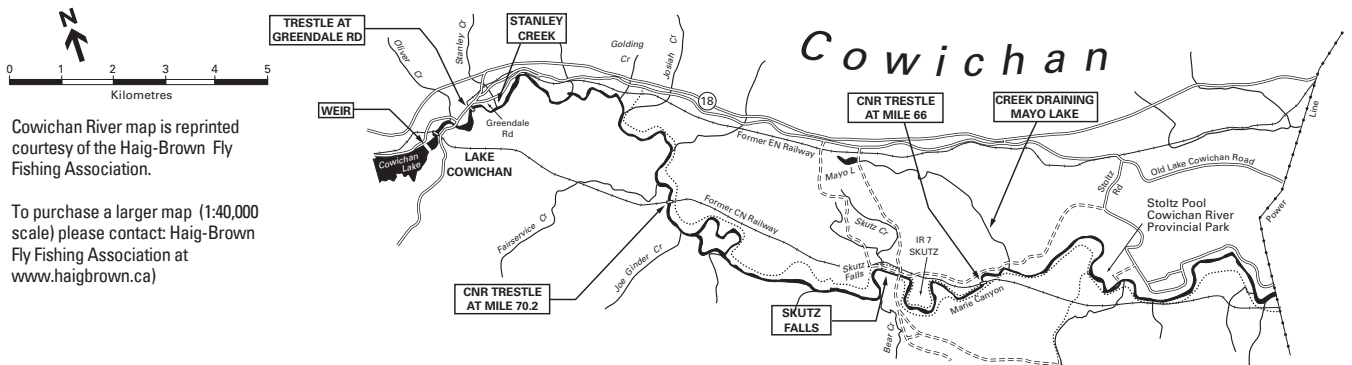 N
0 1 2 3 4 5
Kilometres
Cowichan River map is reprinted
courtesy of the Haig-Brown Fly
Fishing Association.
To purchase a larger map (1:40,000
scale) please contact: Haig-Brown
Fly Fishing Association at
www.haigbrown.ca)
Cowichan
TRESTLE AT
GREENDALE RD
STANLEY
CREEK
WEIR
Oliver Cr
Stanley Cr
Golding
Cr
Josiah Cr
Greendale
Rd
Cowichan
Lake
LAKE
COWICHAN
18
Former EN Railway
CNR TRESTLE
AT MILE 66
CREEK DRAINING
MAYO LAKE
Mayo L
Old Lake Cowichan Road
Stoltz
Rd
Power
Line
Stoltz Pool
Cowichan River
Provincial Park
Fairservice Cr
Former CN Railway
Joe Ginder Cr
Skutz Cr
IR 7
SKUTZ
Skutz
Falls
Marie Canyon
CNR TRESTLE
AT MILE 70.2
SKUTZ
FALLS
Bear Cr